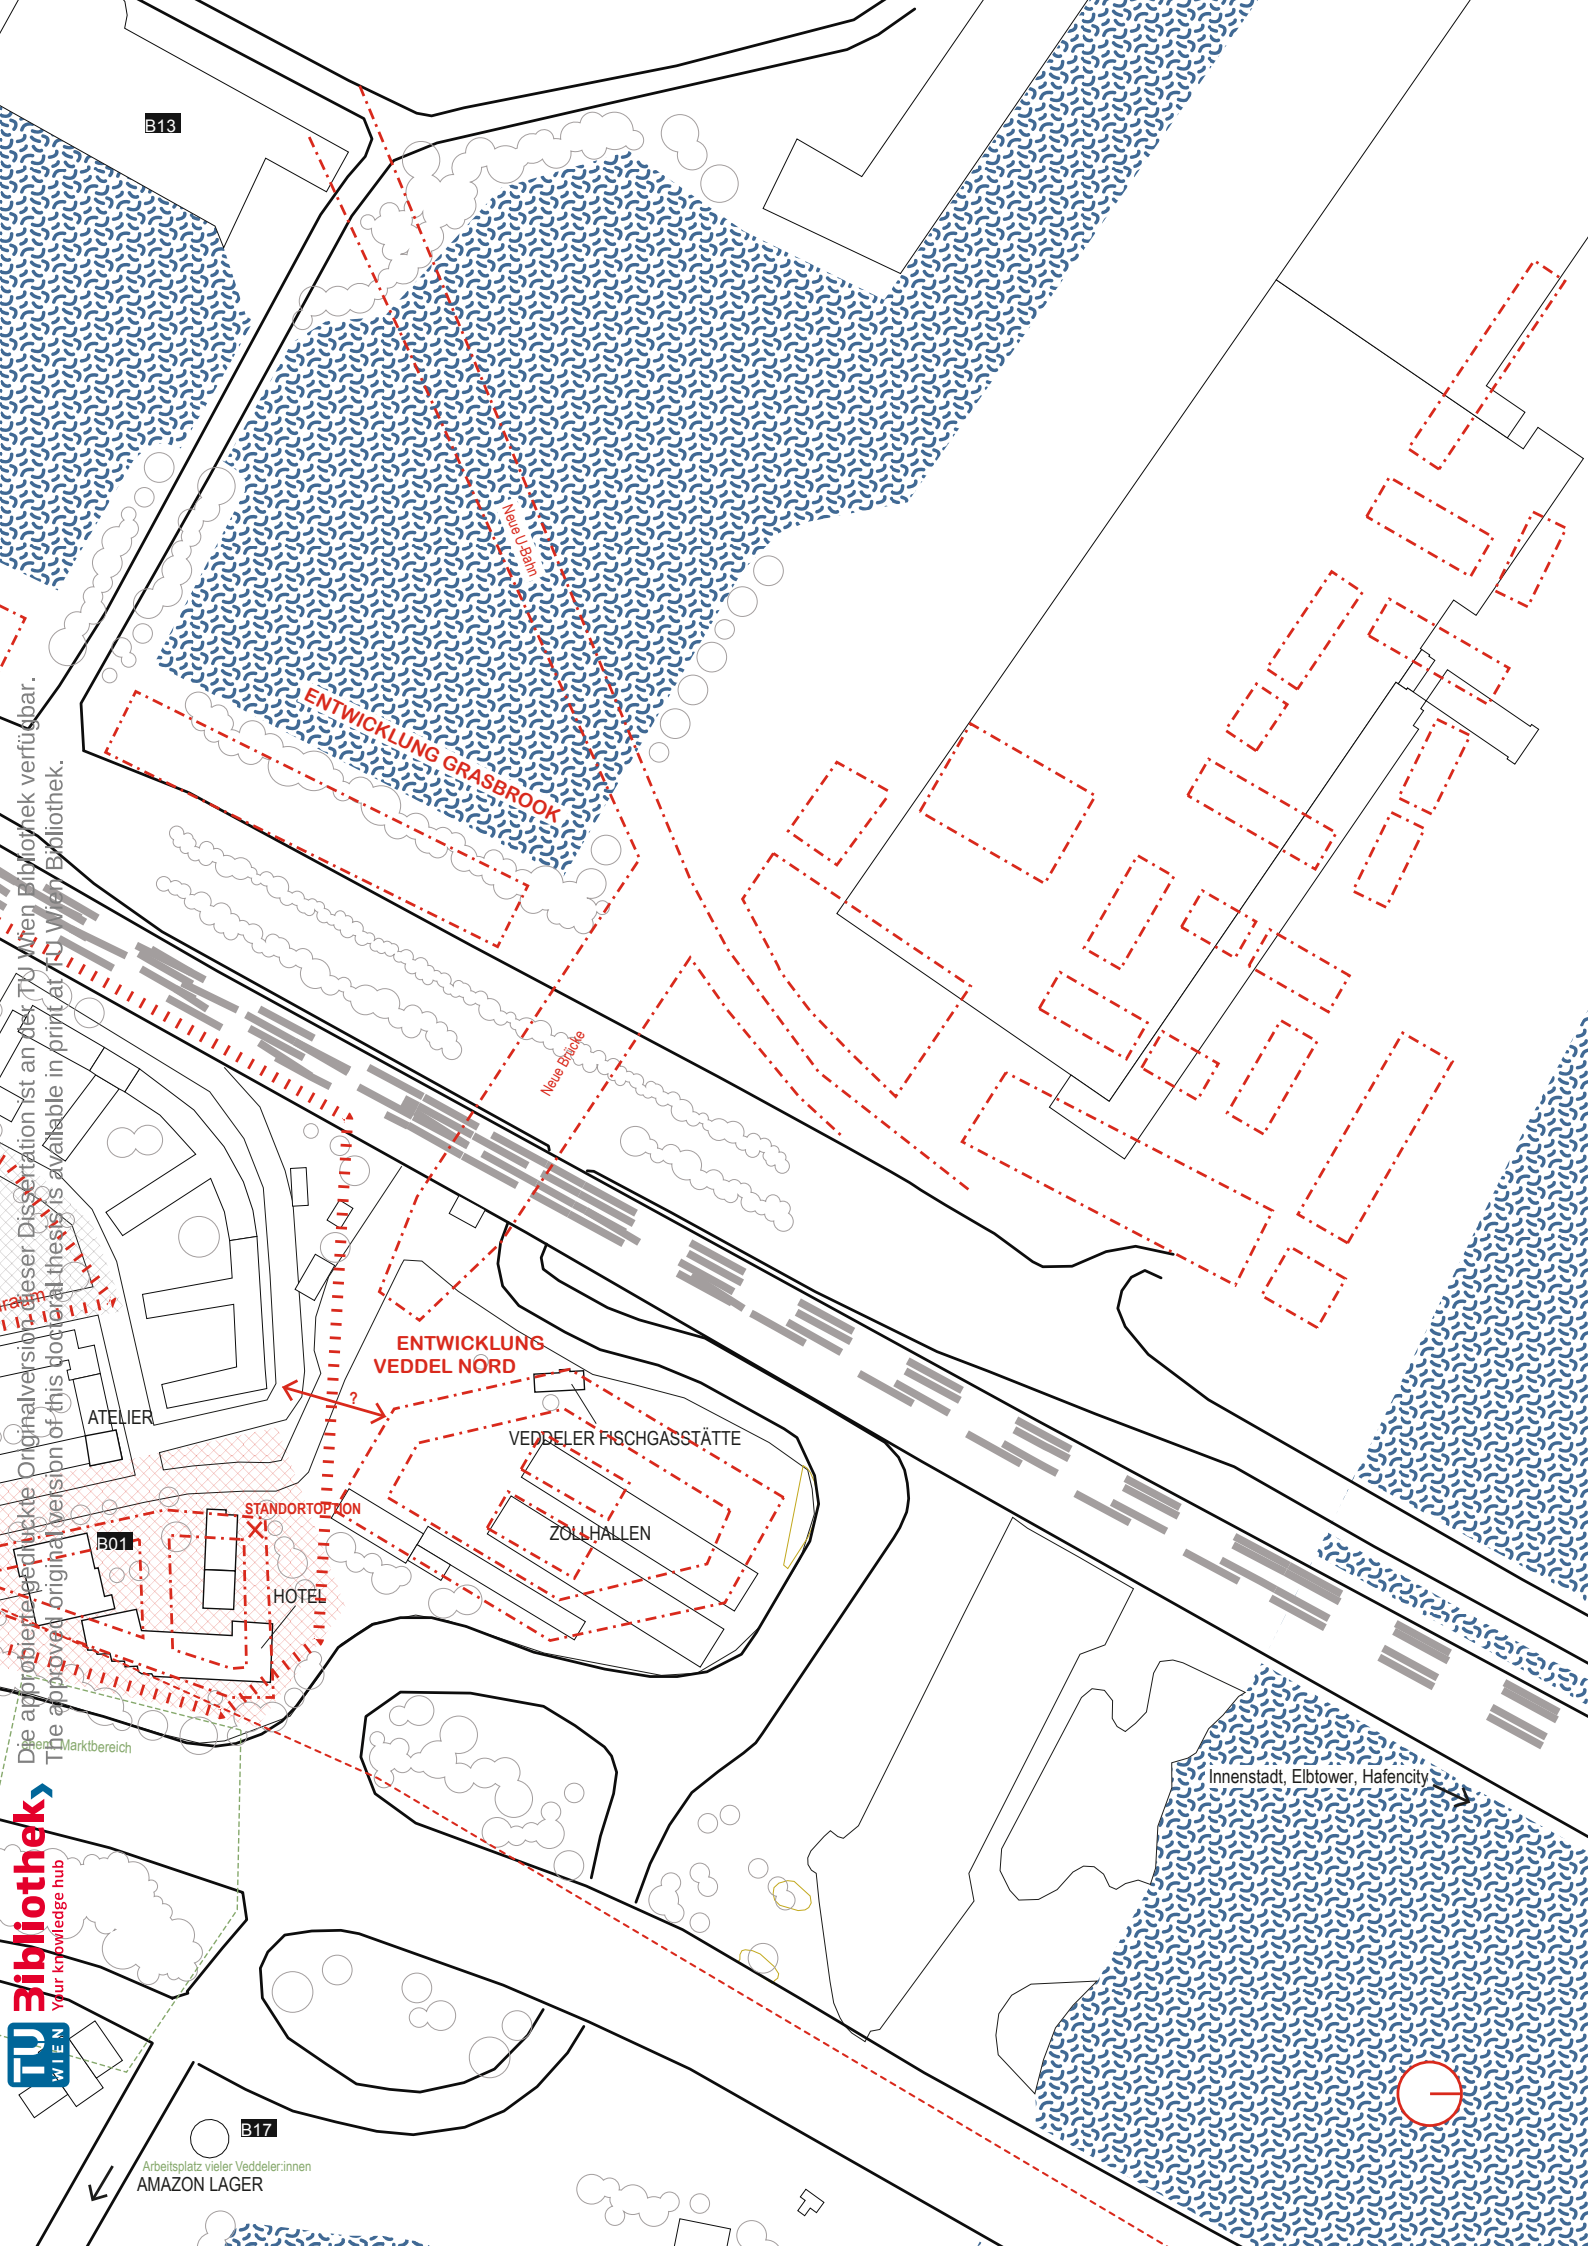 B13
Neue U-Bahn
ENTWICKLUNG GRASBROOK
Neue Brücke
ENTWICKLUNG
VEDDEL NORD
?
ATELIER
VEDDELER FISCHGASSTÄTTE
STANDORTOPTION
ZOLLHALLEN
B01
HOTEL
Marktbereich
Innenstadt, Elbtower, Hafencity
B17
Arbeitsplatz vieler Veddeler:innen
AMAZON LAGER
Die approbierte gedruckte Originalversion dieser Dissertation ist an der TU Wien Bibliothek verfügbar.
The approved original version of this doctoral thesis is available in print at TU Wien Bibliothek.
TU
WIEN
Bibliothek
Your knowledge hub